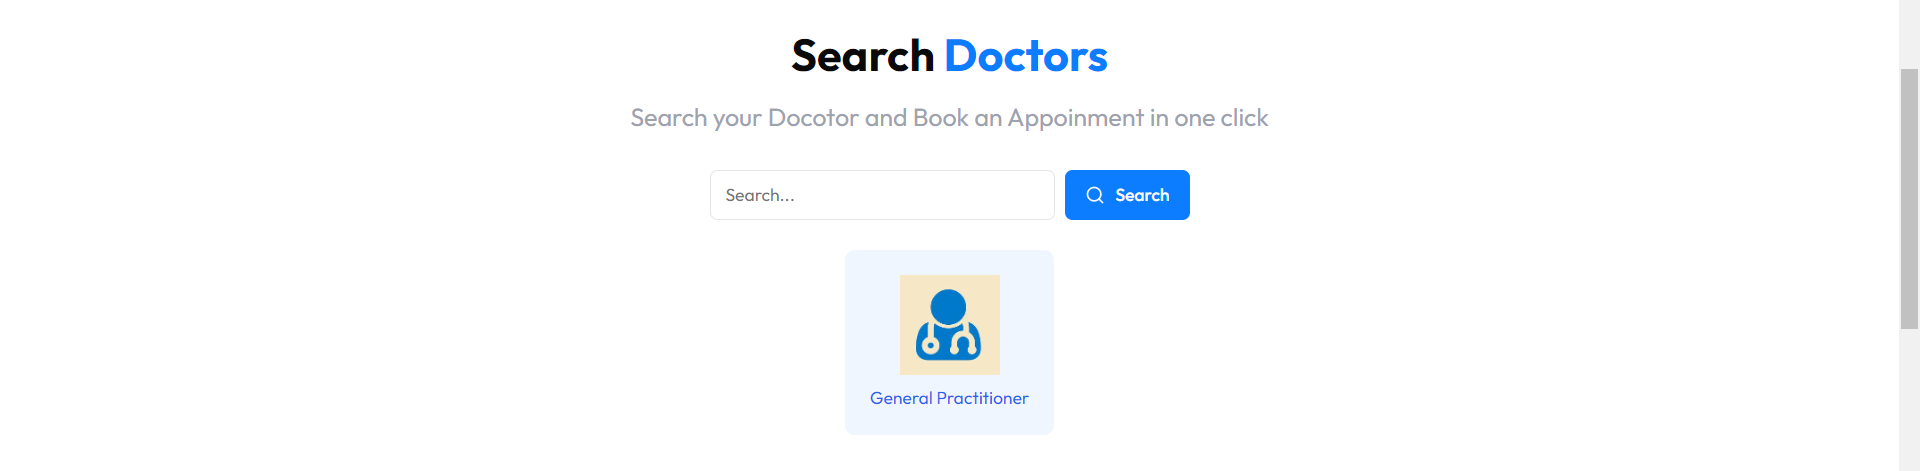 Search Doctors
Search your Docotor and Book an Appoinment in one click
Search...
Search
General Practitioner